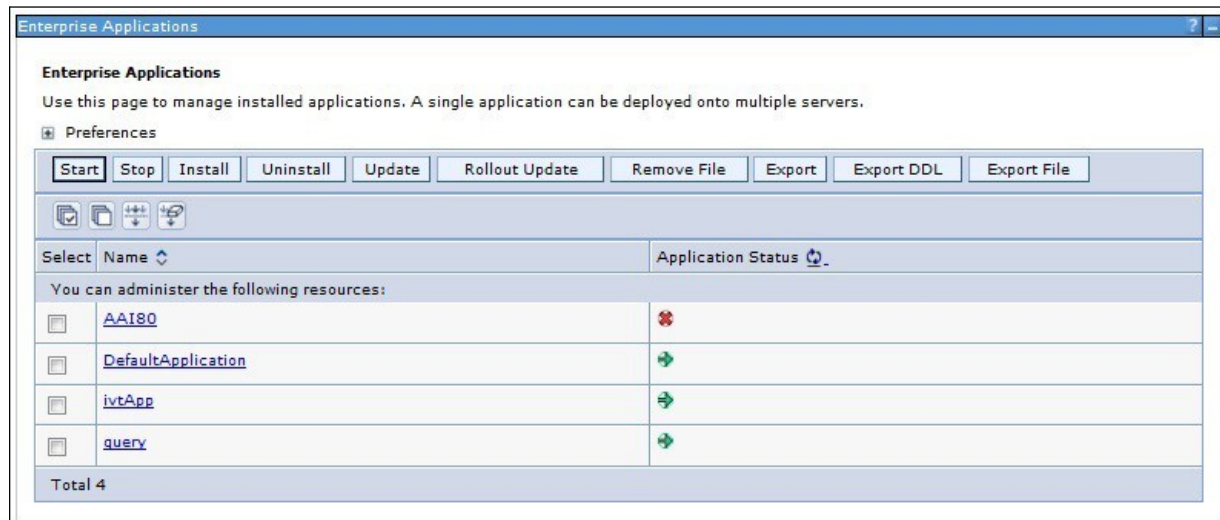 Enterprise Applications ? _
Enterprise Applications
Use this page to manage installed applications. A single application can be deployed onto multiple servers.
+ Preferences
Start Stop Install Uninstall Update Rollout Update Remove File Export Export DDL Export File
Select Name Application Status
You can administer the following resources:
AAI80
DefaultApplication
ivtApp
query
Total 4